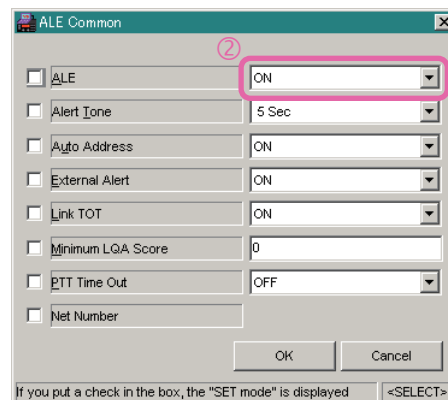 ALE Common
②
ALE ON
Alert Tone 5 Sec
Auto Address ON
External Alert ON
Link TOT ON
Minimum LQA Score 0
PTT Time Out OFF
Net Number
OK Cancel
If you put a check in the box, the "SET mode" is displayed <SELECT>